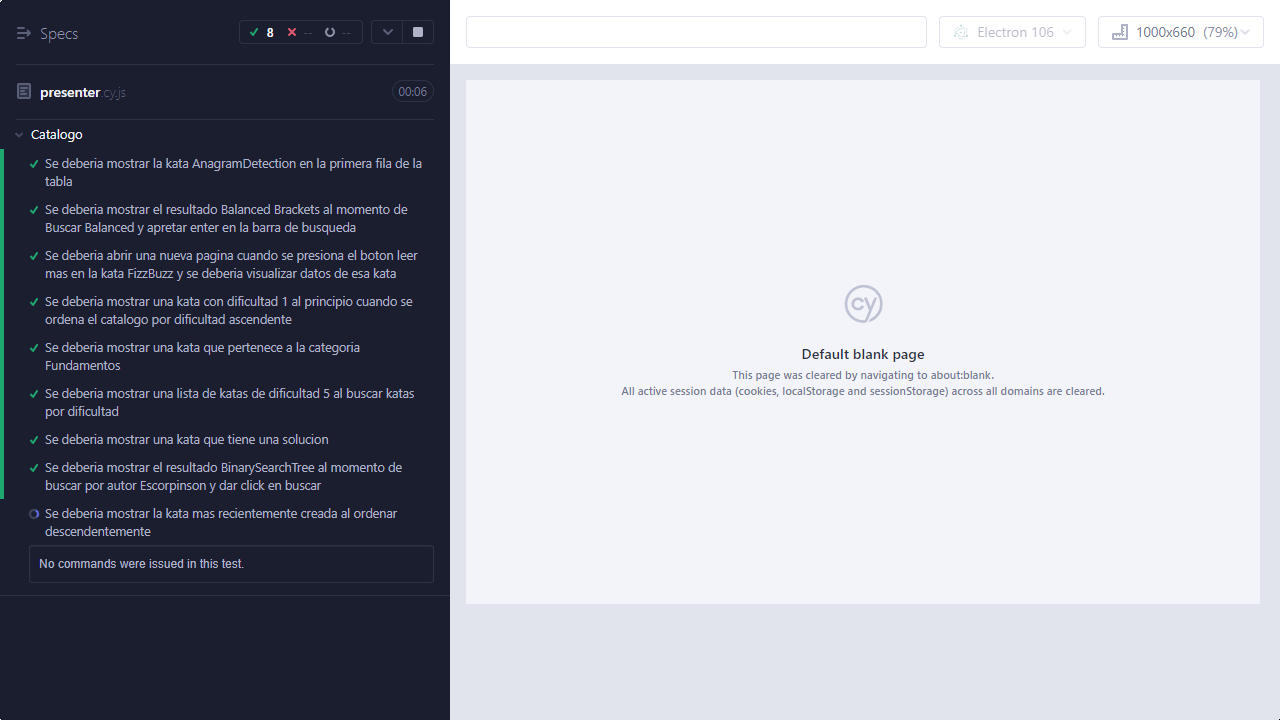 Specs
8
--
--
Electron 106
1000x660 (79%)
presenter.cy.js
00:06
Catalogo
Se deberia mostrar la kata AnagramDetection en la primera fila de la
tabla
Se deberia mostrar el resultado Balanced Brackets al momento de
Buscar Balanced y apretar enter en la barra de busqueda
Se deberia abrir una nueva pagina cuando se presiona el boton leer
mas en la kata FizzBuzz y se deberia visualizar datos de esa kata
Se deberia mostrar una kata con dificultad 1 al principio cuando se
ordena el catalogo por dificultad ascendente
Se deberia mostrar una kata que pertenece a la categoria
Fundamentos
Se deberia mostrar una lista de katas de dificultad 5 al buscar katas
por dificultad
Se deberia mostrar una kata que tiene una solucion
Se deberia mostrar el resultado BinarySearchTree al momento de
buscar por autor Escorpinson y dar click en buscar
Se deberia mostrar la kata mas recientemente creada al ordenar
descendentemente
No commands were issued in this test.
cy
Default blank page
This page was cleared by navigating to about:blank.
All active session data (cookies, localStorage and sessionStorage) across all domains are cleared.